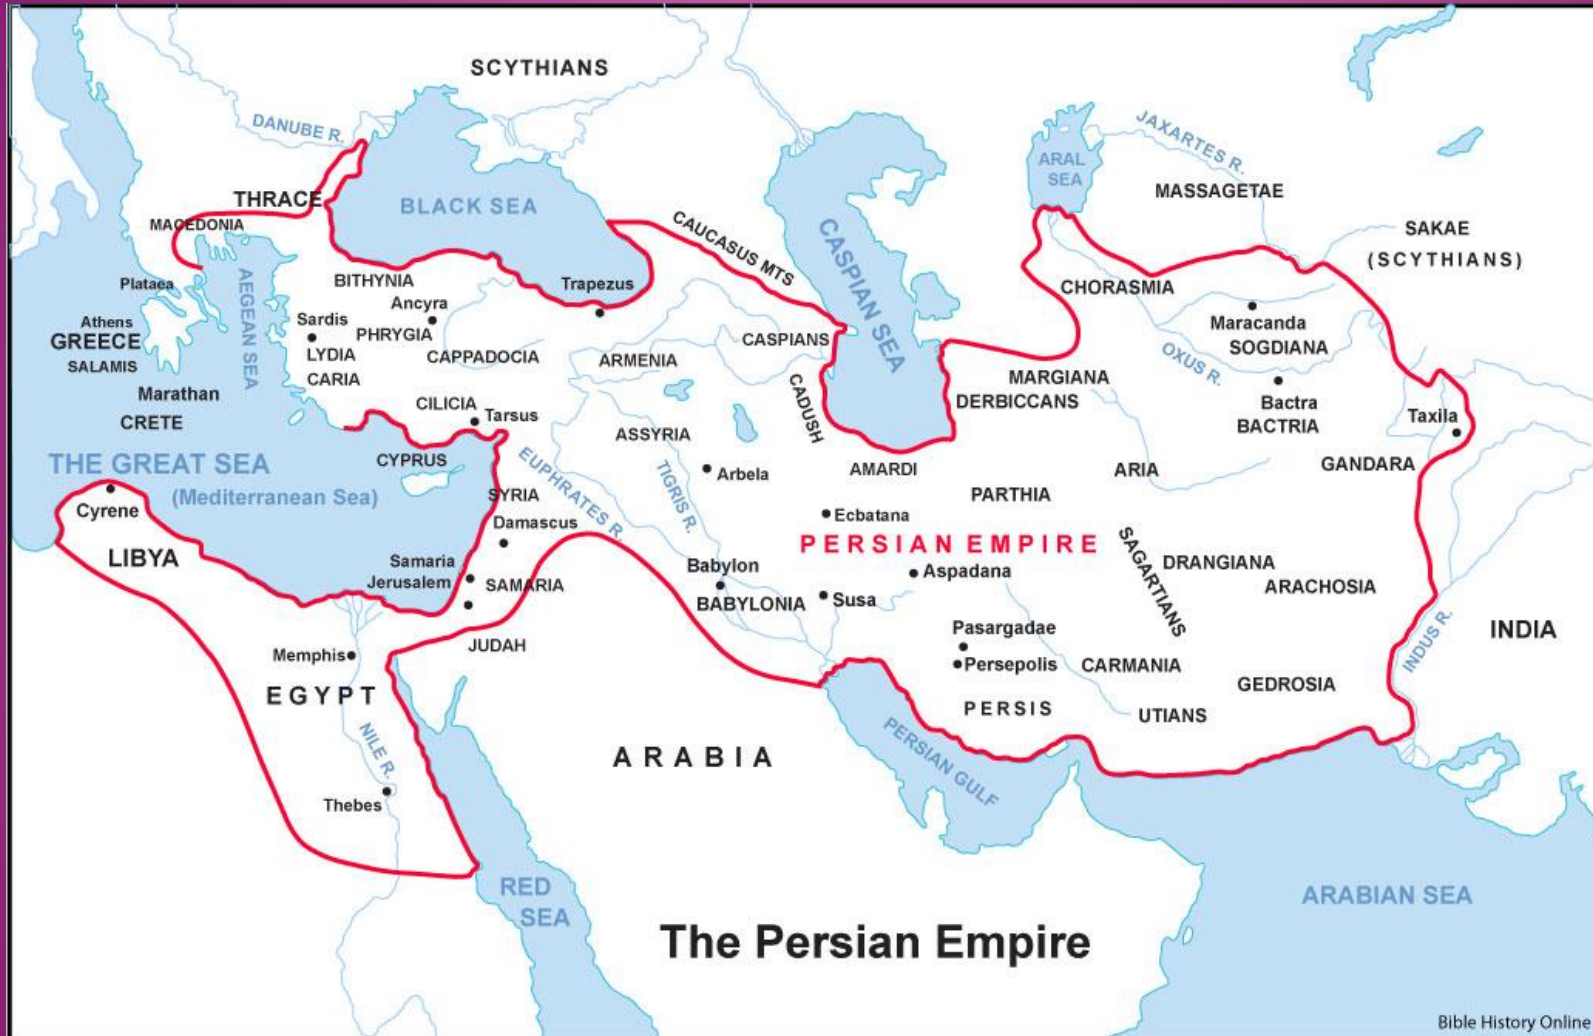 SCYTHIANS
DANUBE R.
JAXARTES R.
ARAL
SEA
MASSAGETAE
THRACE
BLACK SEA
MACEDONIA
CAUCASUS MTS
CASPIAN SEA
SAKAE
(SCYTHIANS)
Plataea
AEGEAN SEA
BITHYNIA
Trapezus
CHORASMIA
Ancyra
Athens
GREECE
SALAMIS
Sardis
PHRYGIA
LYDIA
CAPPADOCIA
ARMENIA
CASPIANS
Maracanda
SOGDIANA
OXUS R.
CARIA
CADUSH
MARGIANA
DERBICCANS
Marathan
CRETE
CILICIA
Tarsus
ASSYRIA
Bactra
BACTRIA
Taxila
THE GREAT SEA
(Mediterranean Sea)
CYPRUS
EUPHRATES R.
TIGRIS R.
Arbela
AMARDI
ARIA
GANDARA
Cyrene
SYRIA
PARTHIA
Damascus
Ecbatana
PERSIAN EMPIRE
SAGARTIANS
LIBYA
Samaria
Jerusalem
SAMARIA
Babylon
BABYLONIA
Susa
Aspadana
DRANGIANA
ARACHOSIA
INDUS R.
INDIA
Memphis
JUDAH
Pasargadae
Persepolis
CARMANIA
EGYPT
GEDROSIA
PERSIS
UTIANS
NILE R.
ARABIA
PERSIAN GULF
Thebes
RED
SEA
ARABIAN SEA
The Persian Empire
Bible History Online